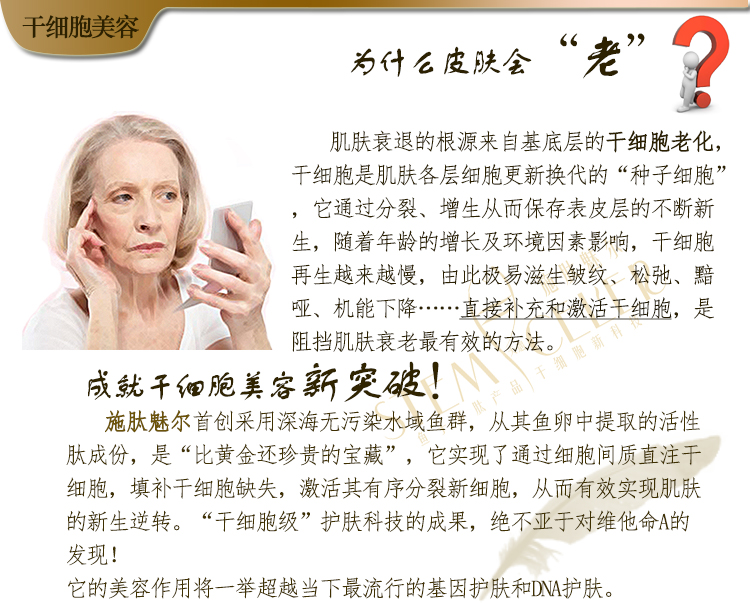 干细胞美容
为什么皮肤会“老”
肌肤衰退的根源来自基底层的干细胞老化，
干细胞是肌肤各层细胞更新换代的“种子细胞”
，它通过分裂、增生从而保存表皮层的不断新
生，随着年龄的增长及环境因素影响，干细胞
再生越来越慢，由此极易滋生皱纹、松弛、黯
哑、机能下降……直接补充和激活干细胞，是
阻挡肌肤衰老最有效的方法。
成就干细胞美容新突破！
施肽魅尔首创采用深海无污染水域鱼群，从其鱼卵中提取的活性
肽成份，是“比黄金还珍贵的宝藏”，它实现了通过细胞间质直注干
细胞，填补干细胞缺失，激活其有序分裂新细胞，从而有效实现肌肤
的新生逆转。“干细胞级”护肤科技的成果，绝不亚于对维他命A的
发现！
它的美容作用将一举超越当下最流行的基因护肤和DNA护肤。